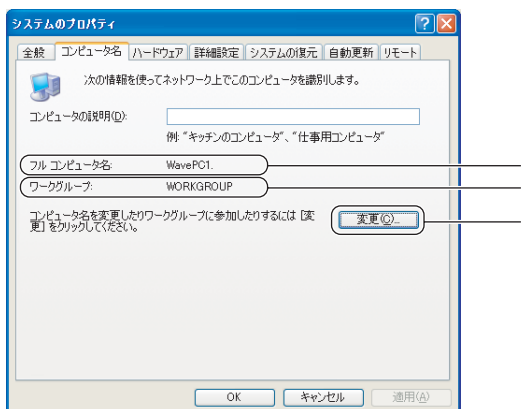 システムのプロパティ
全般 コンピュータ名 ハードウェア 詳細設定 システムの復元 自動更新 リモート
次の情報を使ってネットワーク上でこのコンピュータを識別します。
コンピュータの説明(D):
例: "キッチンのコンピュータ"、"仕事用コンピュータ"
フル コンピュータ名: WavePC1.
ワークグループ: WORKGROUP
コンピュータ名を変更したりワークグループに参加したりするには [変
更] をクリックしてください。
変更(C)...
OK キャンセル 適用(A)